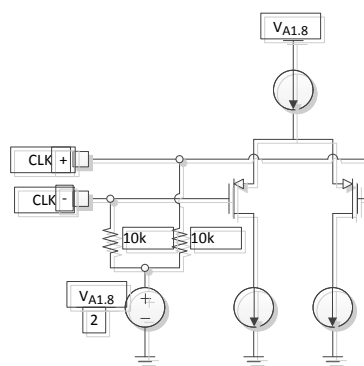 VA1.8
CLK +
CLK -
10k 10k
VA1.8
2
+
−